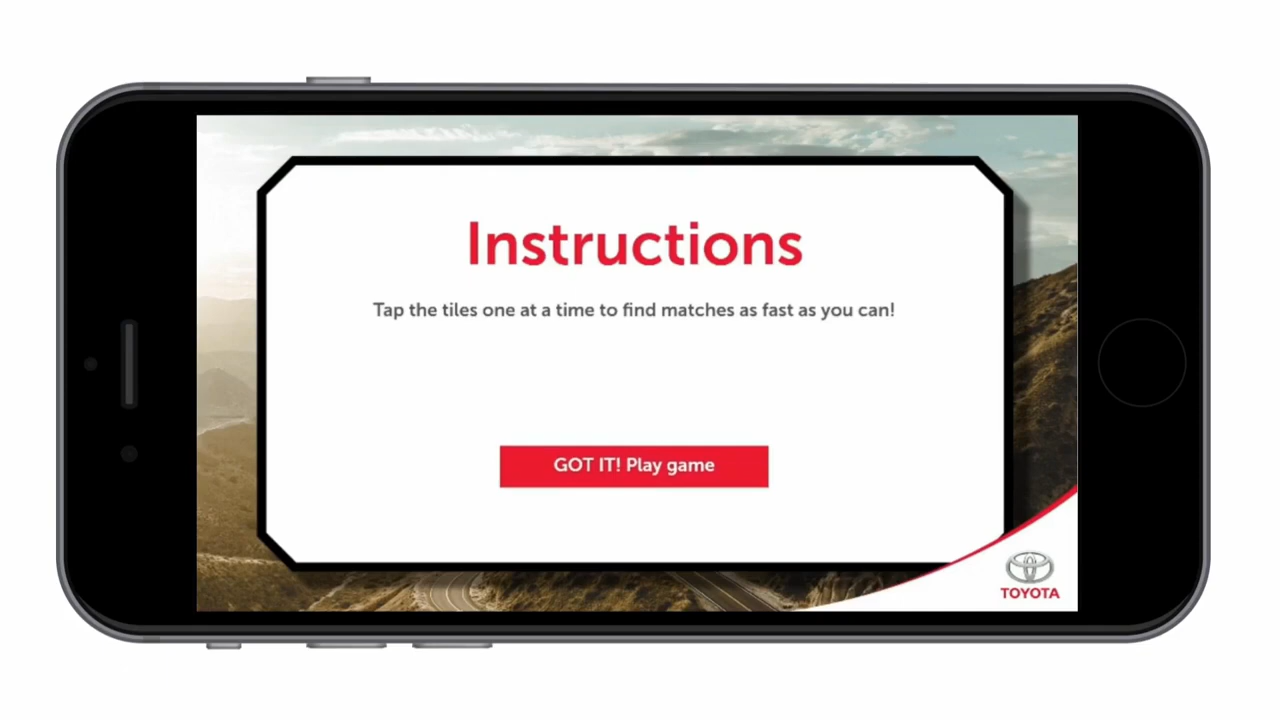 Instructions
Tap the tiles one at a time to find matches as fast as you can!
GOT IT! Play game
TOYOTA